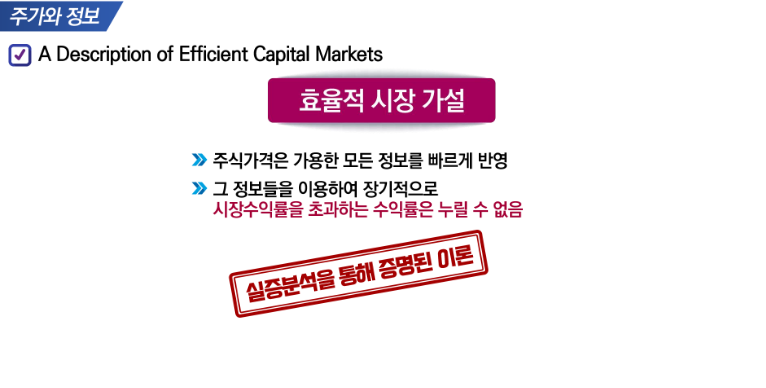 주가와 정보
A Description of Efficient Capital Markets
효율적 시장 가설
주식가격은 가용한 모든 정보를 빠르게 반영
그 정보들을 이용하여 장기적으로
시장수익률을 초과하는 수익률은 누릴 수 없음
실증분석을 통해 증명된 이론